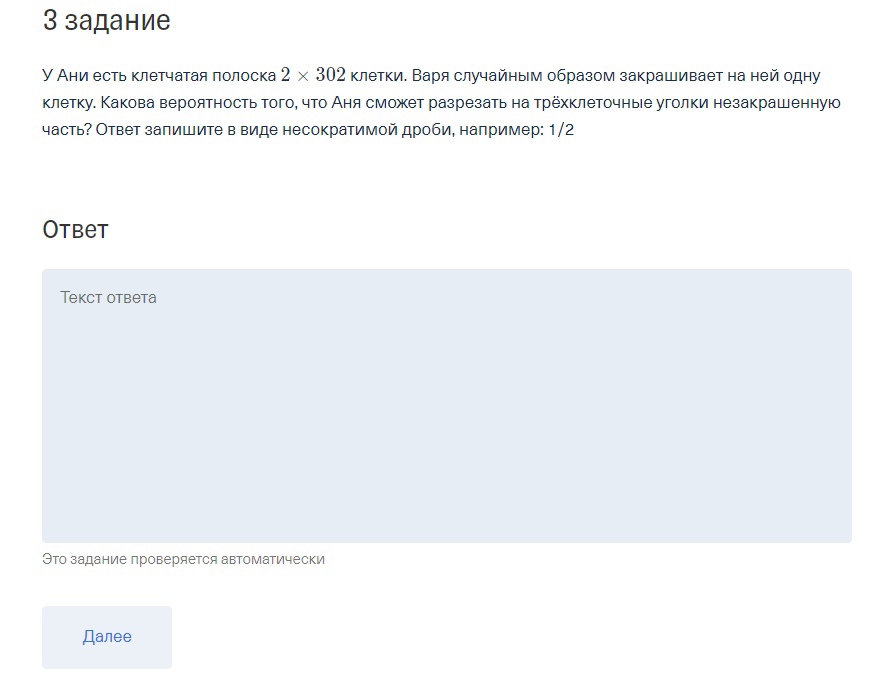 3 задание
У Ани есть клетчатая полоска 2 × 302 клетки. Варя случайным образом закрашивает на ней одну
клетку. Какова вероятность того, что Аня сможет разрезать на трёхклеточные уголки незакрашенную
часть? Ответ запишите в виде несократимой дроби, например: 1/2
Ответ
Текст ответа
Это задание проверяется автоматически
Далее